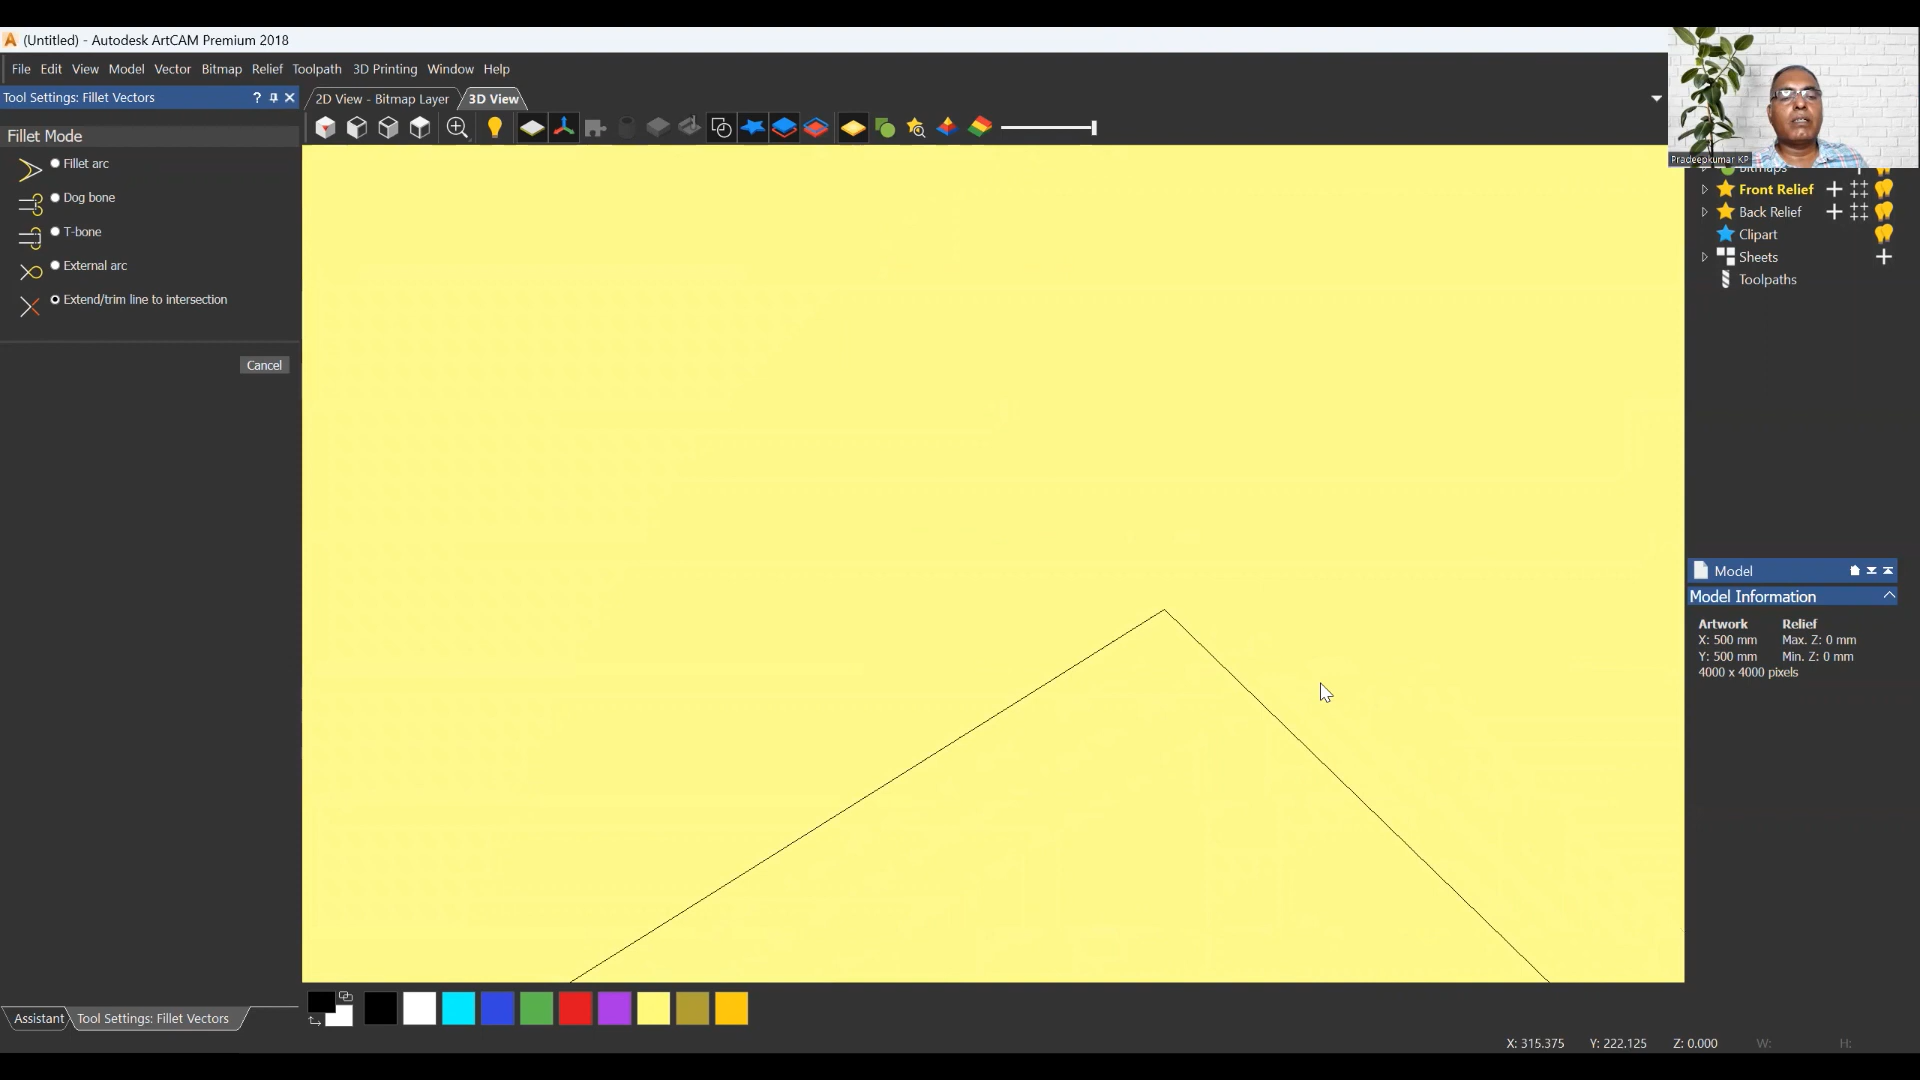 (Untitled) - Autodesk ArtCAM Premium 2018
File Edit View Model Vector Bitmap Relief Toolpath 3D Printing Window Help
Tool Settings: Fillet Vectors ?
2D View - Bitmap Layer 3D View
Fillet Mode
Fillet arc
Dog bone
T-bone
External arc
Extend/trim line to intersection
Cancel
Pradeepkumar KP
Bitmaps
Front Relief
Back Relief
Clipart
Sheets
Toolpaths
Model
Model Information
Artwork Relief
X: 500 mm Max. Z: 0 mm
Y: 500 mm Min. Z: 0 mm
4000 x 4000 pixels
Assistant Tool Settings: Fillet Vectors
X: 315.375 Y: 222.125 Z: 0.000 W: H: